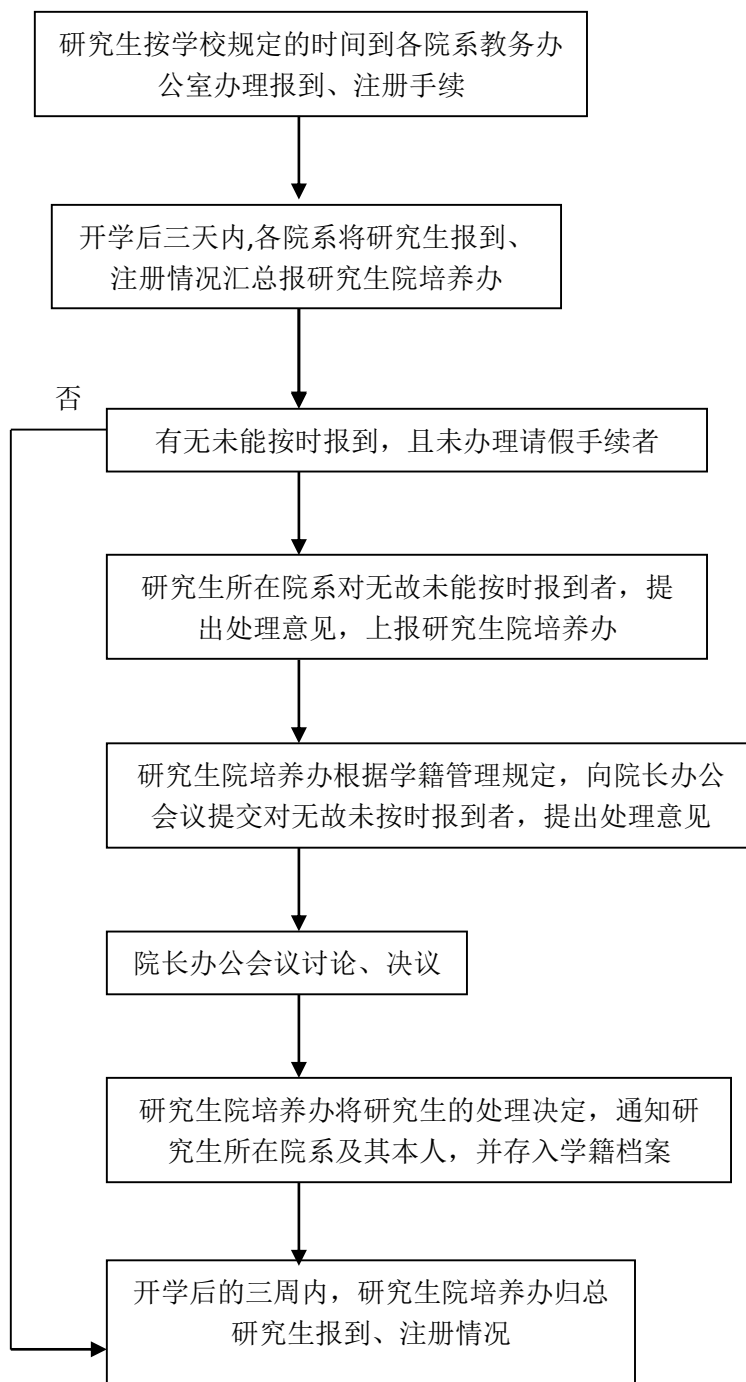 研究生按学校规定的时间到各院系教务办
公室办理报到、注册手续
开学后三天内,各院系将研究生报到、
注册情况汇总报研究生院培养办
否
有无未能按时报到，且未办理请假手续者
研究生所在院系对无故未能按时报到者，提
出处理意见，上报研究生院培养办
研究生院培养办根据学籍管理规定，向院长办公
会议提交对无故未按时报到者，提出处理意见
院长办公会议讨论、决议
研究生院培养办将研究生的处理决定，通知研
究生所在院系及其本人，并存入学籍档案
开学后的三周内，研究生院培养办归总
研究生报到、注册情况